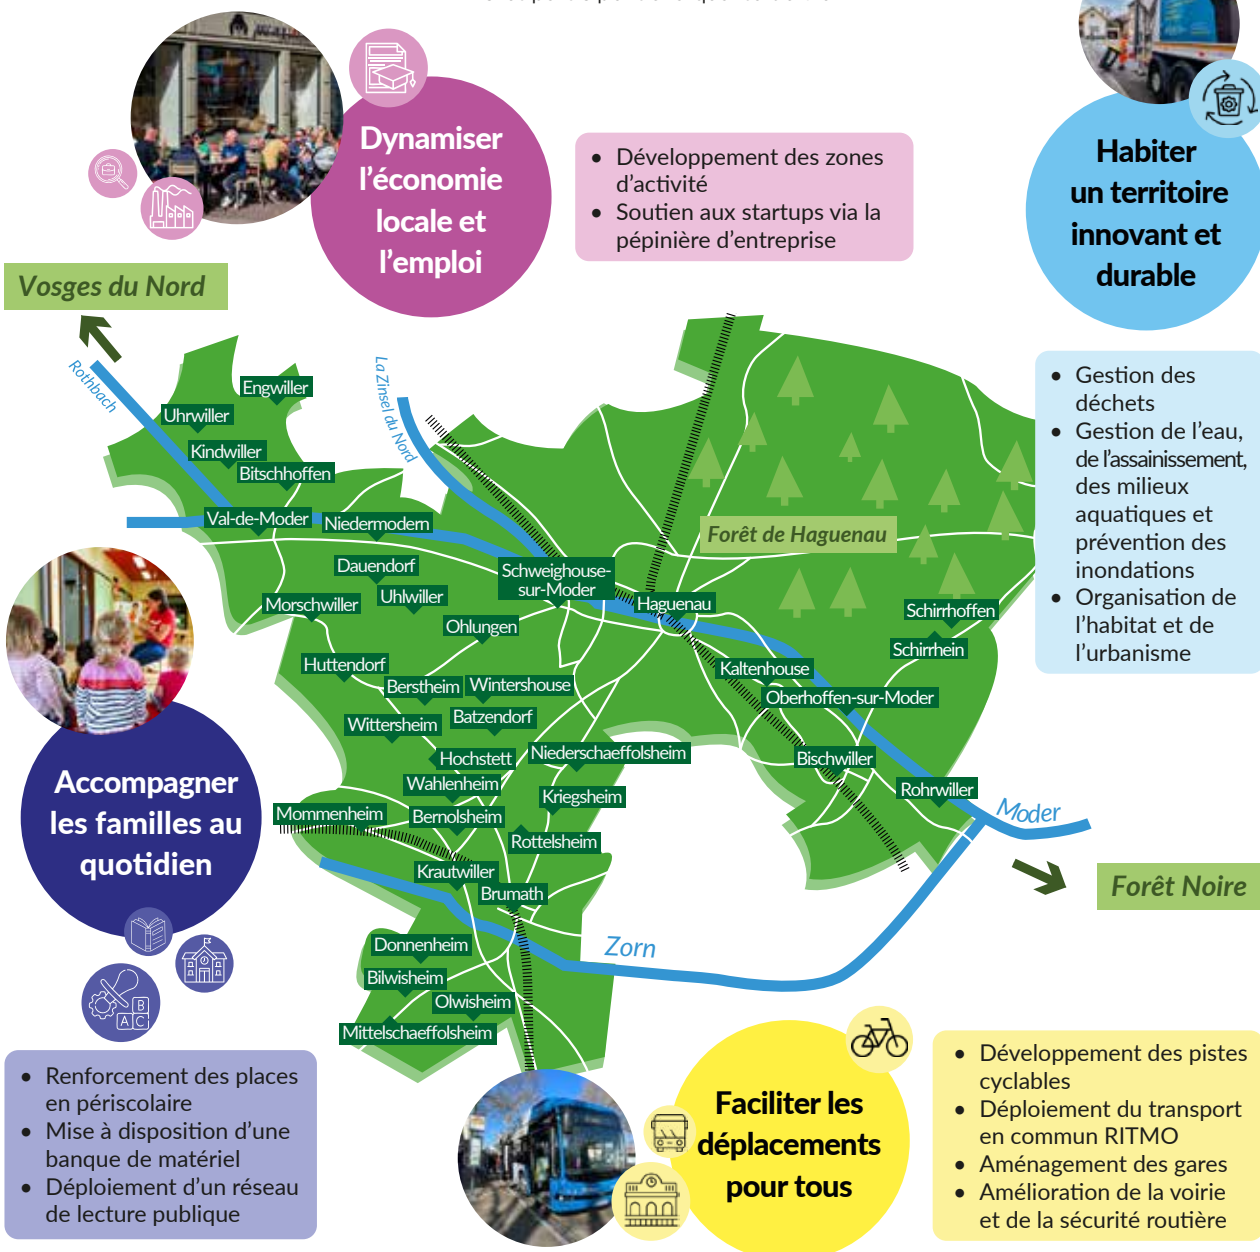 Dynamiser
l'économie
locale et
l'emploi
• Développement des zones
d'activité
• Soutien aux startups via la
pépinière d'entreprise
Habiter
un territoire
innovant et
durable
• Gestion des
déchets
• Gestion de l'eau,
de l'assainissement,
des milieux
aquatiques et
prévention des
inondations
• Organisation de
l'habitat et de
l'urbanisme
Vosges du Nord
Rothbach
La Zinsel du Nord
Engwiller
Uhrwiller
Kindwiller
Bitschhoffen
Val-de-Moder
Niedermodern
Forêt de Haguenau
Dauendorf
Schweighouse-
sur-Moder
Uhlwiller
Morschwiller
Haguenau
Ohlungen
Schirrhoffen
Schirrhein
Huttendorf
Kaltenhouse
Berstheim
Wintershouse
Oberhoffen-sur-Moder
Wittersheim
Batzendorf
Hochstett
Niederschaeffolsheim
Bischwiller
Wahlenheim
Kriegsheim
Rohrwiller
Mommenheim
Bernolsheim
Moder
Rottelsheim
Krautwiller
Brumath
Forêt Noire
Donnenheim
Zorn
Bilwisheim
Olwisheim
Mittelschaeffolsheim
Accompagner
les familles au
quotidien
B
A C
• Renforcement des places
en périscolaire
• Mise à disposition d'une
banque de matériel
• Déploiement d'un réseau
de lecture publique
Faciliter les
déplacements
pour tous
• Développement des pistes
cyclables
• Déploiement du transport
en commun RITMO
• Aménagement des gares
• Amélioration de la voirie
et de la sécurité routière